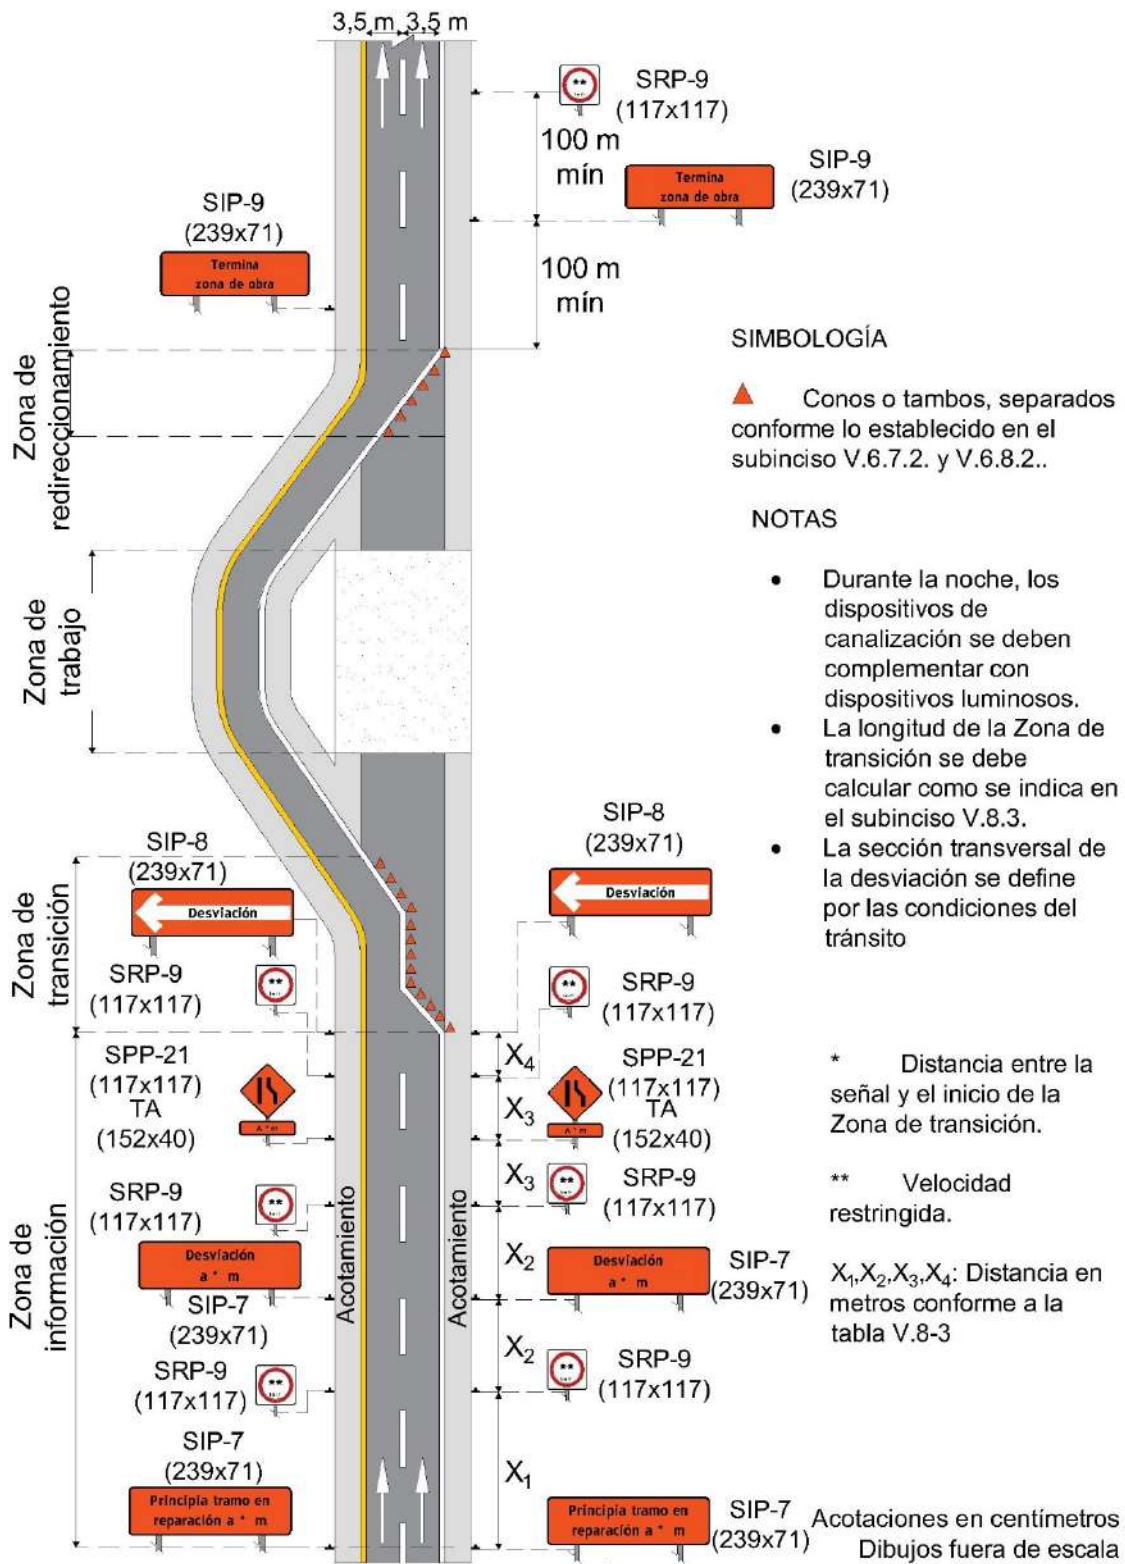 3,5 m 3,5 m
SRP-9
(117x117)
100 m
mín
SIP-9
(239x71)
Termina
zona de obra
SIP-9
(239x71)
Termina
zona de obra
100 m
mín
Zona de
redireccionamiento
SIMBOLOGÍA
Conos o tambos, separados
conforme lo establecido en el
subinciso V.6.7.2. y V.6.8.2..
NOTAS
• Durante la noche, los
dispositivos de
canalización se deben
complementar con
dispositivos luminosos.
• La longitud de la Zona de
transición se debe
calcular como se indica en
el subinciso V.8.3.
• La sección transversal de
la desviación se define
por las condiciones del
tránsito
Zona de
trabajo
SIP-8
(239x71)
Desviación
SIP-8
(239x71)
Desviación
Zona de
transición
SRP-9
(117x117)
**
SRP-9
(117x117)
**
X4
SPP-21
(117x117)
TA
(152x40)
A * m
SPP-21
(117x117)
TA
(152x40)
A * m
X3
* Distancia entre la
señal y el inicio de la
Zona de transición.
X3
SRP-9
(117x117)
**
SRP-9
(117x117)
**
** Velocidad
restringida.
Zona de
información
Acotamiento
Acotamiento
Desviación
a * m
SIP-7
(239x71)
X2
Desviación
a * m
SIP-7
(239x71)
X1,X2,X3,X4: Distancia en
metros conforme a la
tabla V.8-3
X2
SRP-9
(117x117)
**
SRP-9
(117x117)
**
SIP-7
(239x71)
X1
Principia tramo en
reparación a * m
Principia tramo en
reparación a * m
SIP-7
(239x71)
Acotaciones en centímetros
Dibujos fuera de escala